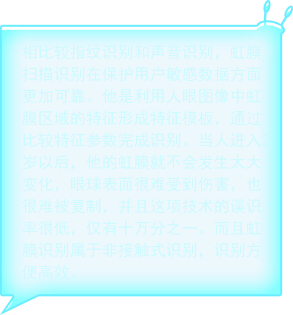 相比较指纹识别和声音识别，虹膜
扫描识别在保护用户敏感数据方面
更加可靠。他是利用人眼图像中虹
膜区域的特征形成特征模板，通过
比较特征参数完成识别。当人进入
岁以后，他的虹膜就不会发生太大
变化，眼球表面很难受到伤害，也
很难被复制，并且这项技术的误识
率很低，仅有十万分之一。而且虹
膜识别属于非接触式识别，识别方
便高效。